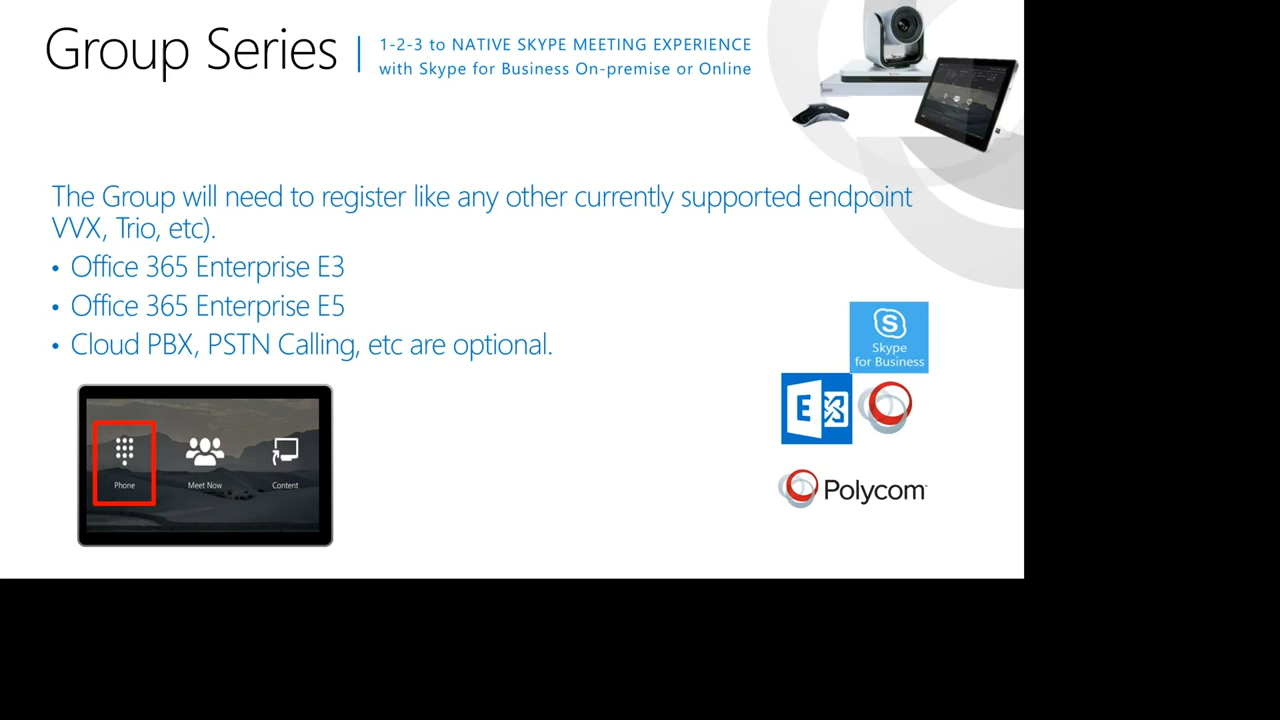 Group Series
1-2-3 to NATIVE SKYPE MEETING EXPERIENCE
with Skype for Business On-premise or Online
The Group will need to register like any other currently supported endpoint
VVX, Trio, etc).
• Office 365 Enterprise E3
• Office 365 Enterprise E5
• Cloud PBX, PSTN Calling, etc are optional.
Phone
Meet Now
Content
S
Skype
for Business
E
Polycom